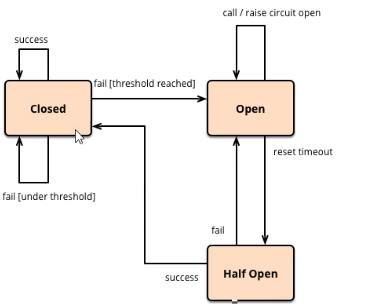 call / raise circuit open
success
fail [threshold reached]
Closed
Open
reset timeout
fail [under threshold]
fail
success
Half Open